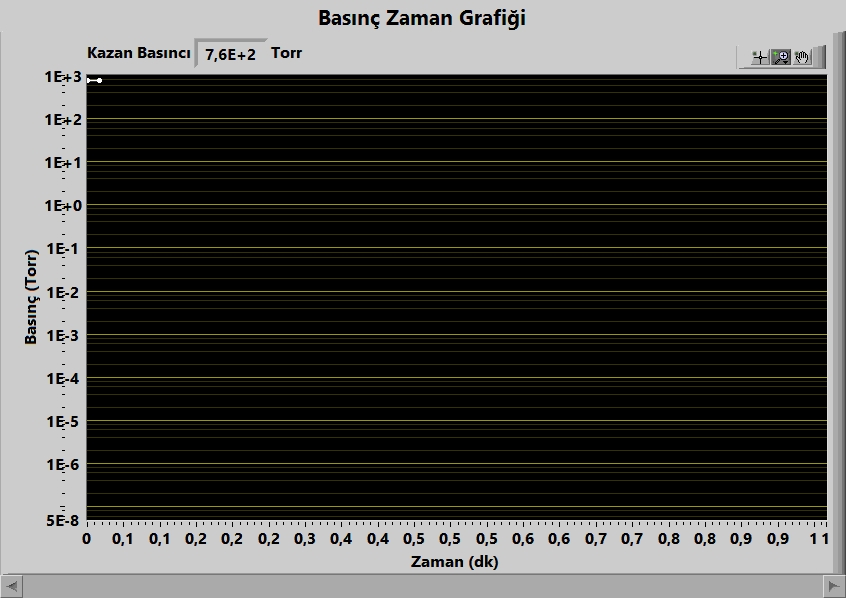 Basınç Zaman Grafiği
Kazan Basıncı 7,6E+2 Torr
1E+3
1E+2
1E+1
1E+0
1E-1
1E-2
1E-3
1E-4
1E-5
1E-6
5E-8
Basınç (Torr)
0 0,1 0,1 0,2 0,2 0,2 0,3 0,4 0,4 0,5 0,5 0,5 0,6 0,6 0,7 0,7 0,8 0,8 0,9 0,9 1 1
Zaman (dk)